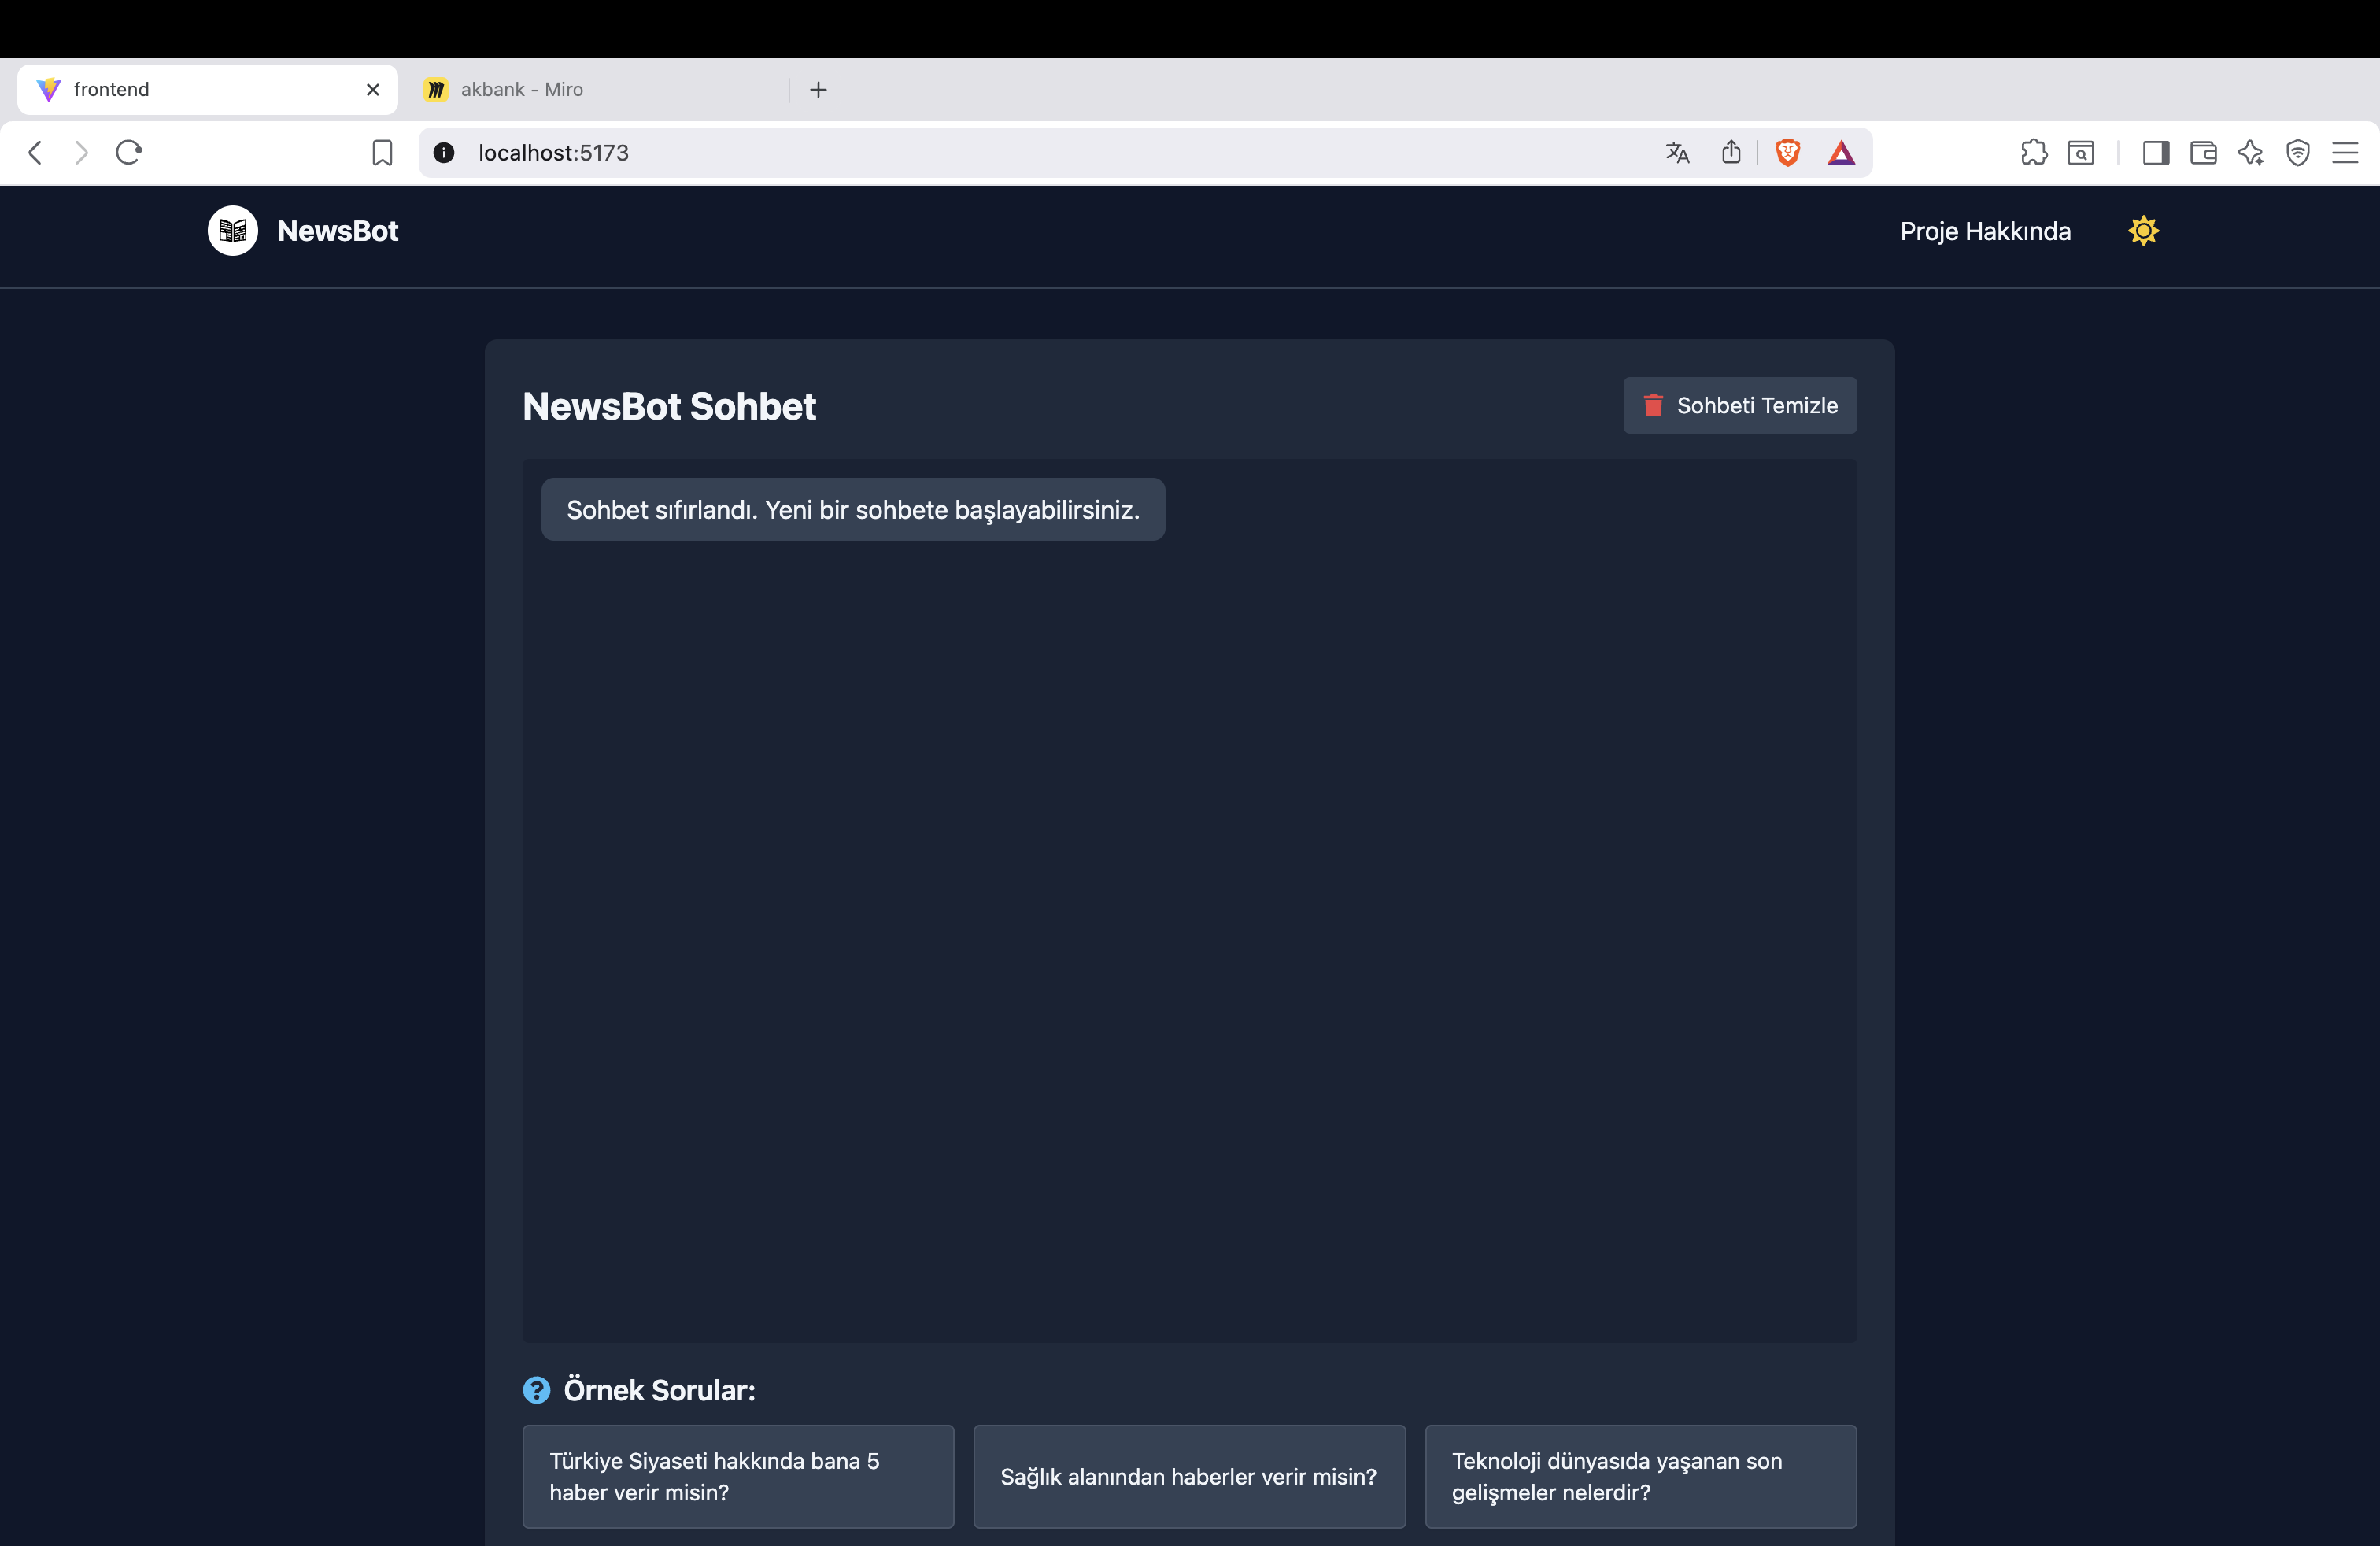 frontend
akbank - Miro
localhost:5173
NewsBot
Proje Hakkında
NewsBot Sohbet
Sohbeti Temizle
Sohbet sıfırlandı. Yeni bir sohbete başlayabilirsiniz.
Örnek Sorular:
Türkiye Siyaseti hakkında bana 5
haber verir misin?
Sağlık alanından haberler verir misin?
Teknoloji dünyasıda yaşanan son
gelişmeler nelerdir?